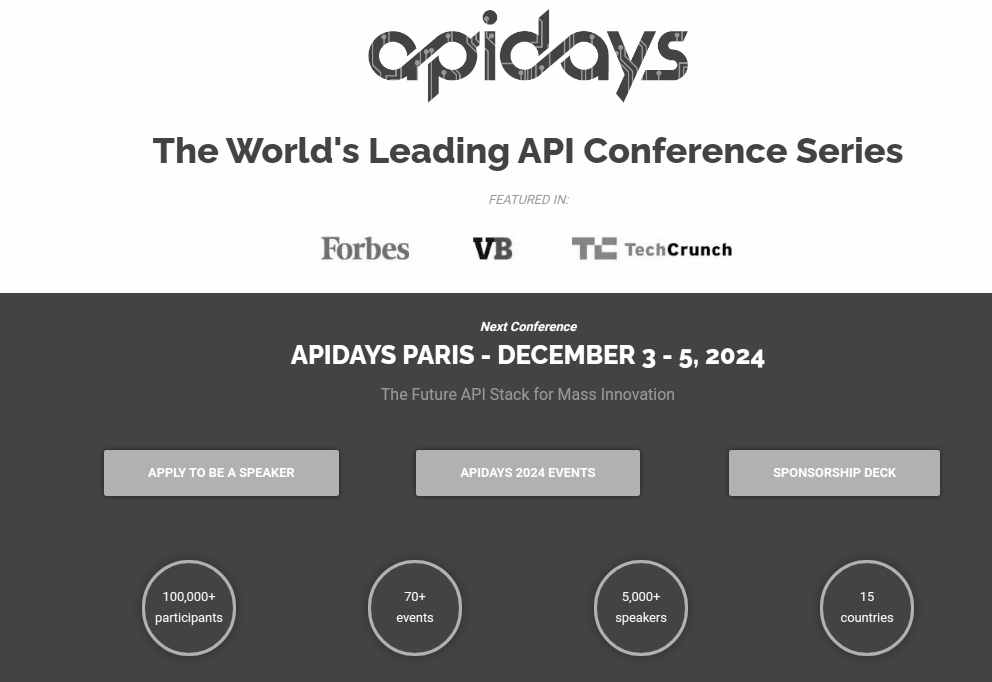 apidays
The World's Leading API Conference Series
FEATURED IN:
Forbes VB TC TechCrunch
Next Conference
APIDAYS PARIS - DECEMBER 3 - 5, 2024
The Future API Stack for Mass Innovation
APPLY TO BE A SPEAKER APIDAYS 2024 EVENTS SPONSORSHIP DECK
100,000+ 70+ 5,000+ 15
participants events speakers countries